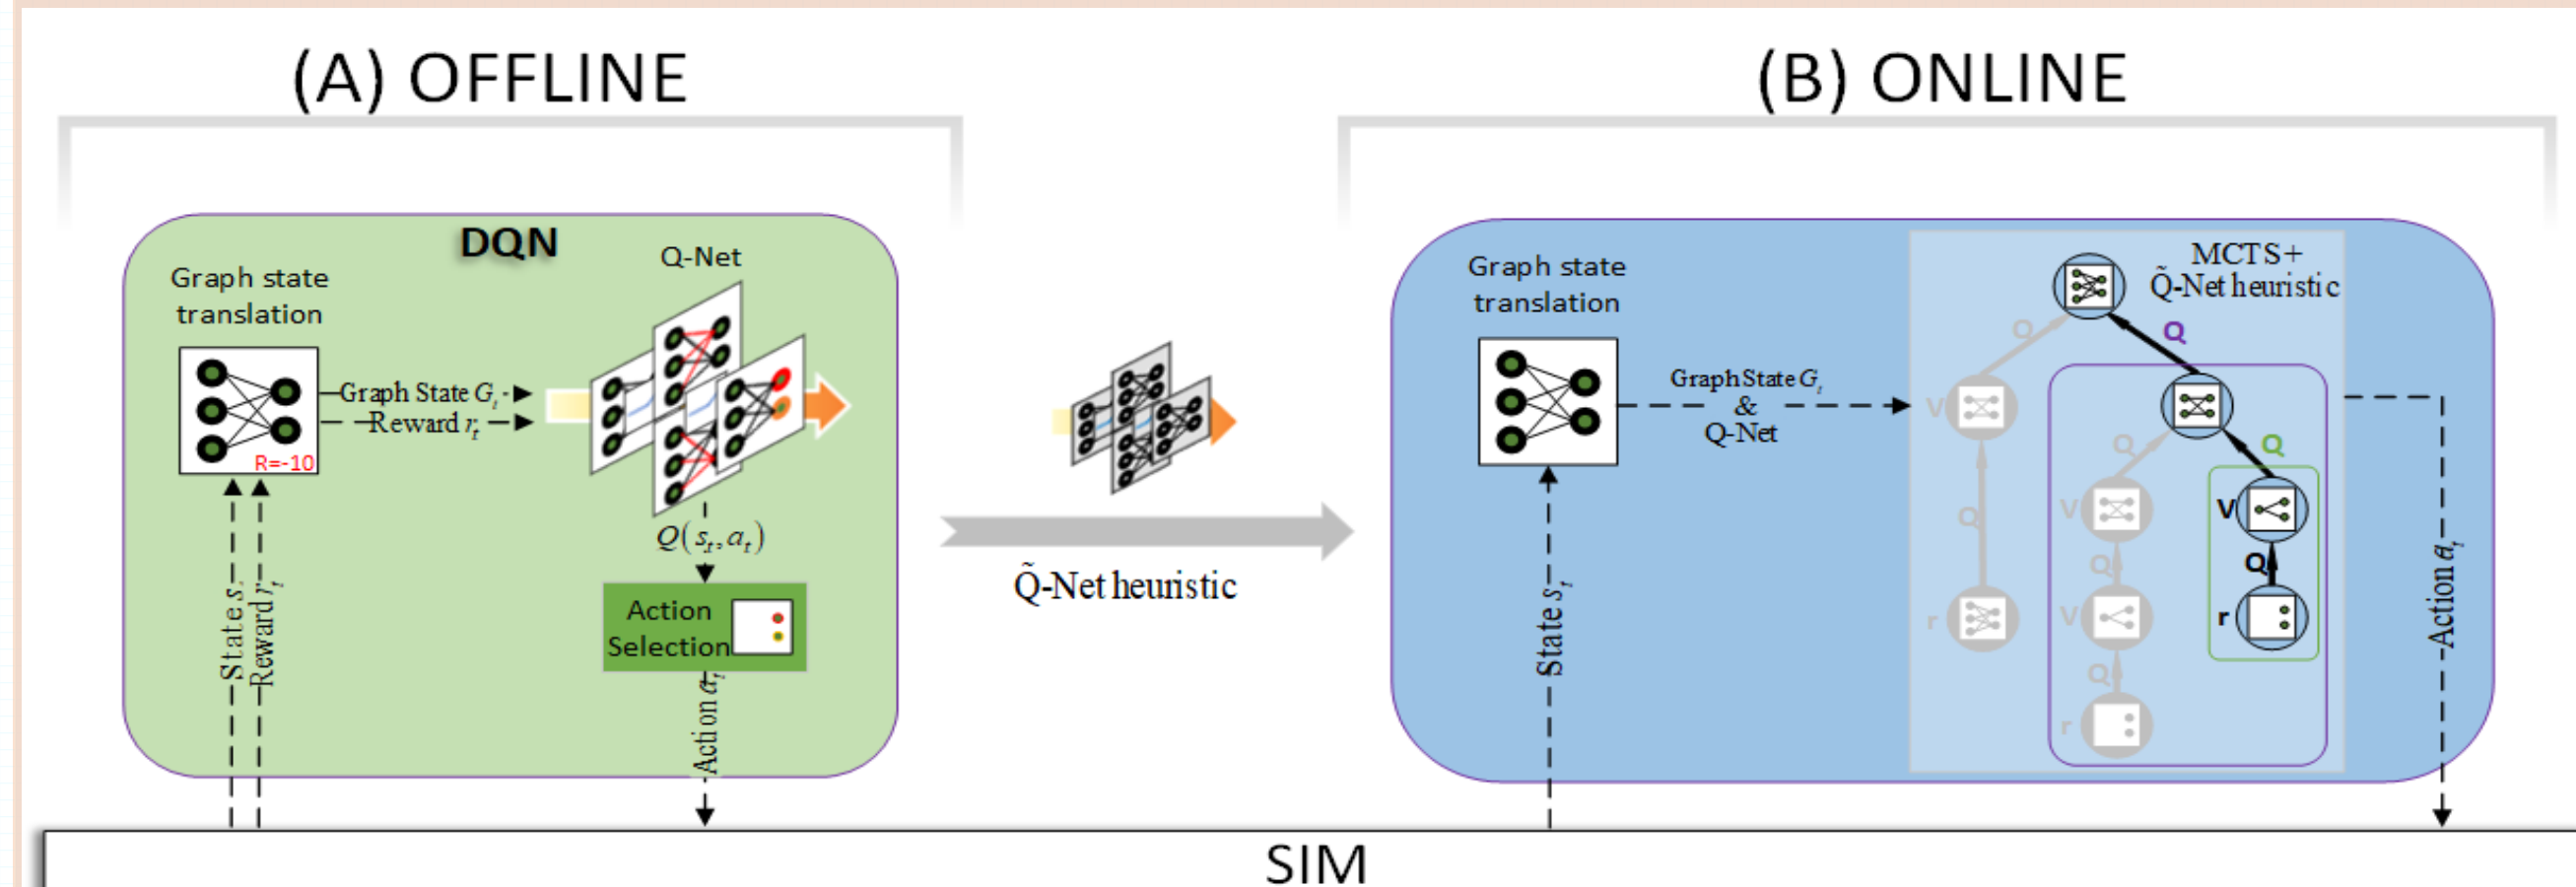 (A) OFFLINE
(B) ONLINE
DQN
Graph state
translation
Q-Net
R=-10
Graph State G_t
Reward r_t
Q(s_t, a_t)
Action
Selection
State s_t
Reward r_t
Action a_t
Q̃-Net heuristic
Graph state
translation
Graph State G_t
&
Q-Net
State s_t
MCTS+
Q̃-Net heuristic
Q
Q
V
Q
Q
Q
V
V
Q
Q
V
Q
r
r
Q
r
Action a_t
SIM